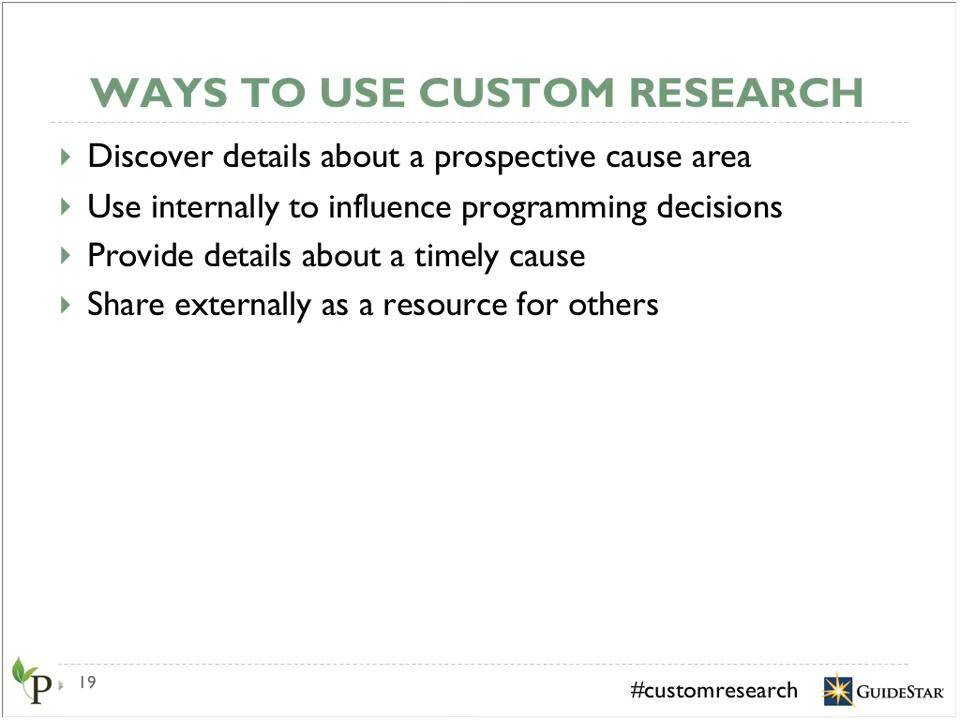 WAYS TO USE CUSTOM RESEARCH
Discover details about a prospective cause area
Use internally to influence programming decisions
Provide details about a timely cause
Share externally as a resource for others
P
19
#customresearch
GUIDESTAR